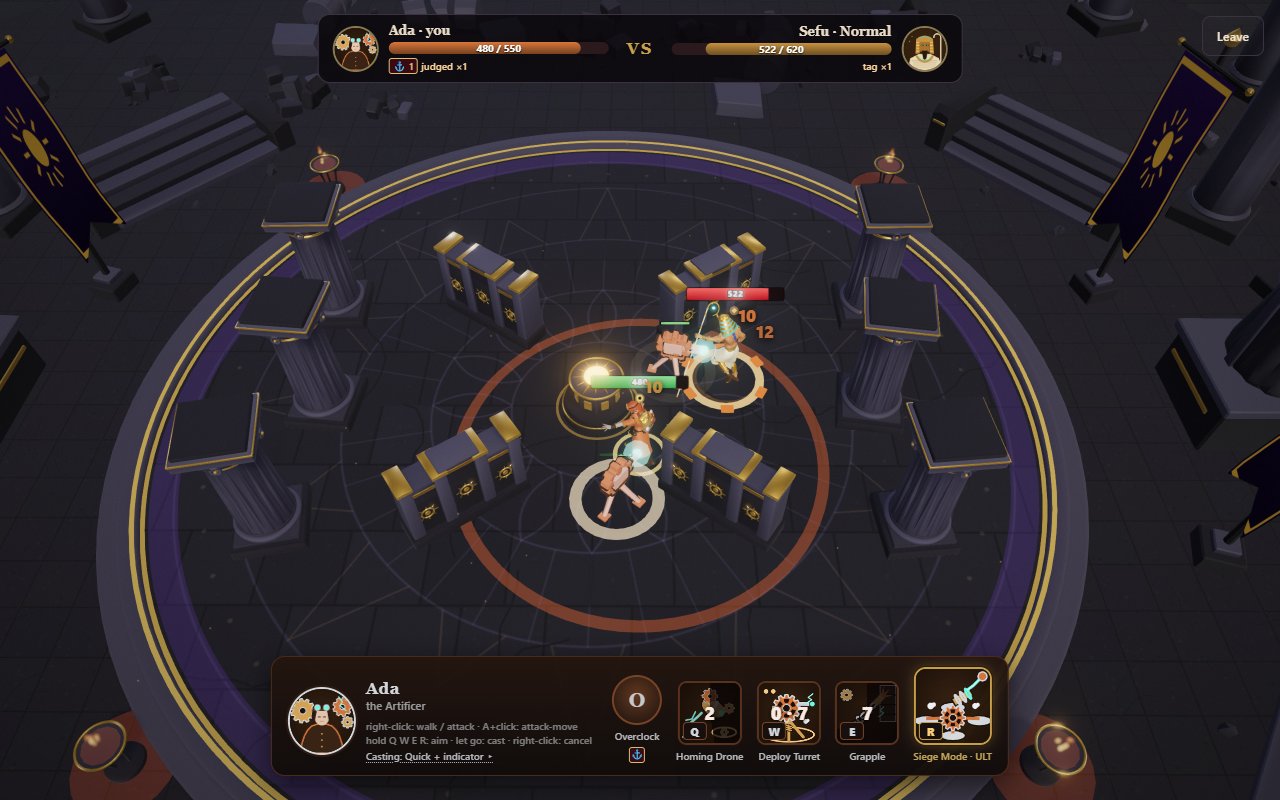 Ada · you
480 / 550
1 judged ×1
VS
Sefu · Normal
522 / 620
tag ×1
Leave
522
10
12
480
10
Ada
the Artificer
right-click: walk / attack · A+click: attack-move
hold Q W E R: aim · let go: cast · right-click: cancel
Casting: Quick + indicator
O
Overclock
2
Q
Homing Drone
0.7
W
Deploy Turret
7
E
Grapple
R
Siege Mode · ULT